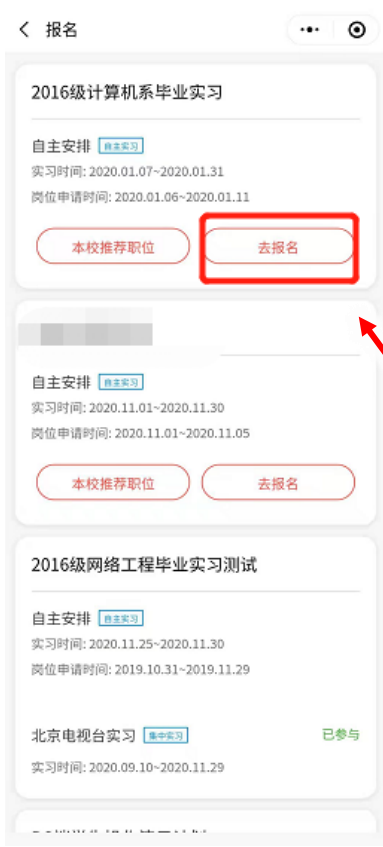 报名
2016级计算机系毕业实习
自主安排 自主实习
实习时间: 2020.01.07~2020.01.31
岗位申请时间: 2020.01.06~2020.01.11
本校推荐职位 去报名
自主安排 自主实习
实习时间: 2020.11.01~2020.11.30
岗位申请时间: 2020.11.01~2020.11.05
本校推荐职位 去报名
2016级网络工程毕业实习测试
自主安排 自主实习
实习时间: 2020.11.25~2020.11.30
岗位申请时间: 2019.10.31~2019.11.29
北京电视台实习 集中实习 已参与
实习时间: 2020.09.10~2020.11.29